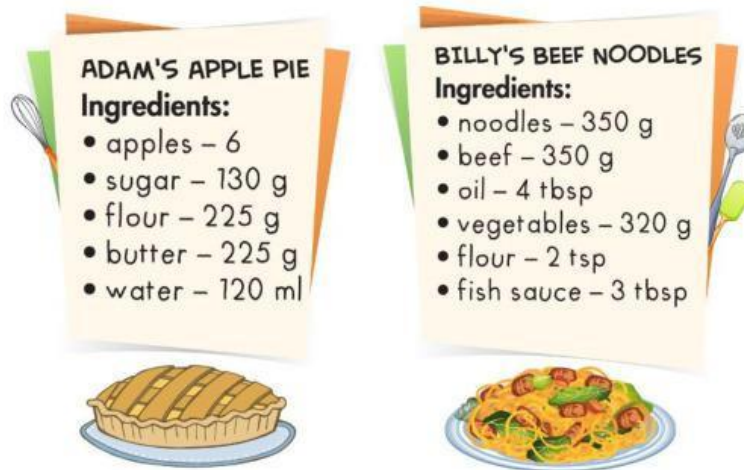 ADAM'S APPLE PIE
Ingredients:
• apples – 6
• sugar – 130 g
• flour – 225 g
• butter – 225 g
• water – 120 ml
BILLY'S BEEF NOODLES
Ingredients:
• noodles – 350 g
• beef – 350 g
• oil – 4 tbsp
• vegetables – 320 g
• flour – 2 tsp
• fish sauce – 3 tbsp